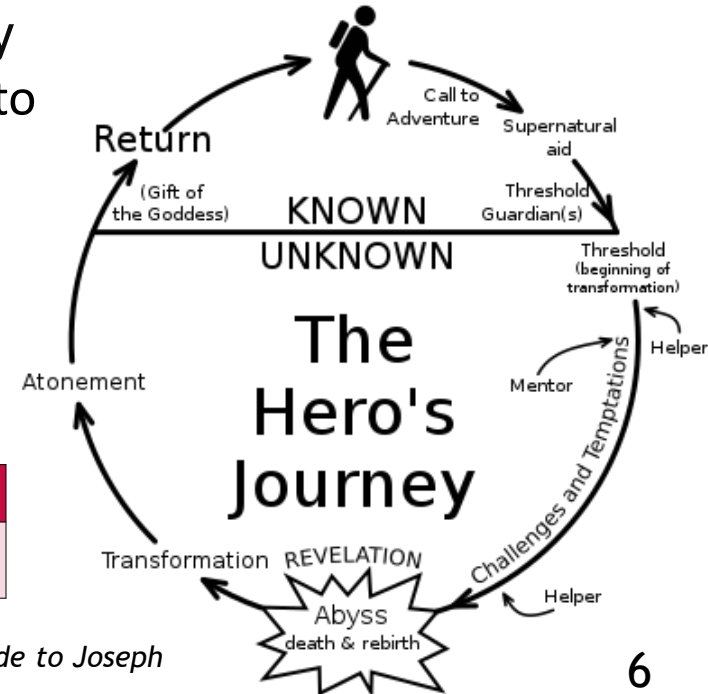 y
to
Call to
Adventure
Supernatural
aid
Return
(Gift of
the Goddess)
Threshold
Guardian(s)
KNOWN
UNKNOWN
Threshold
(beginning of
transformation)
Helper
Mentor
Challenges and Temptations
The
Hero's
Journey
Atonement
Transformation
REVELATION
Abyss
death & rebirth
Helper
de to Joseph
6